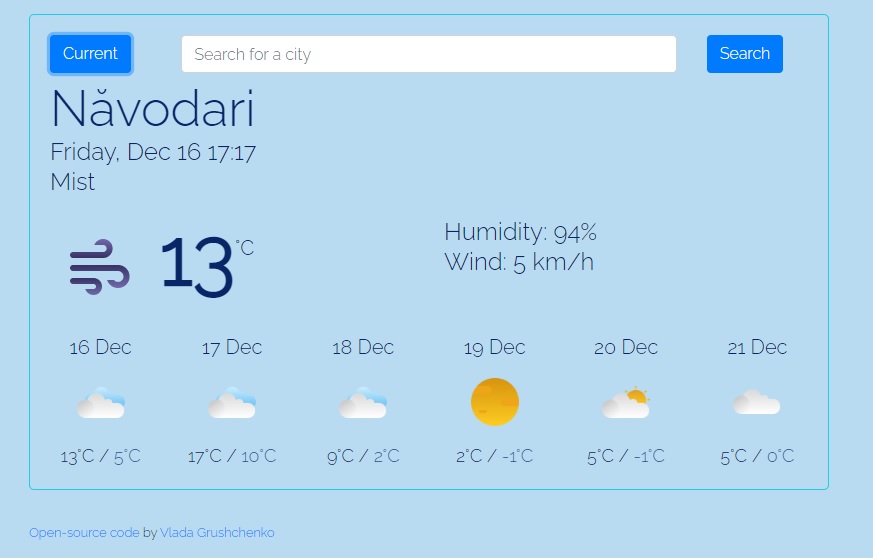 Current Search for a city Search
Năvodari
Friday, Dec 16 17:17
Mist
13°C
Humidity: 94%
Wind: 5 km/h
16 Dec 17 Dec 18 Dec 19 Dec 20 Dec 21 Dec
13°C / 5°C 17°C / 10°C 9°C / 2°C 2°C / -1°C 5°C / -1°C 5°C / 0°C
Open-source code by Vlada Grushchenko